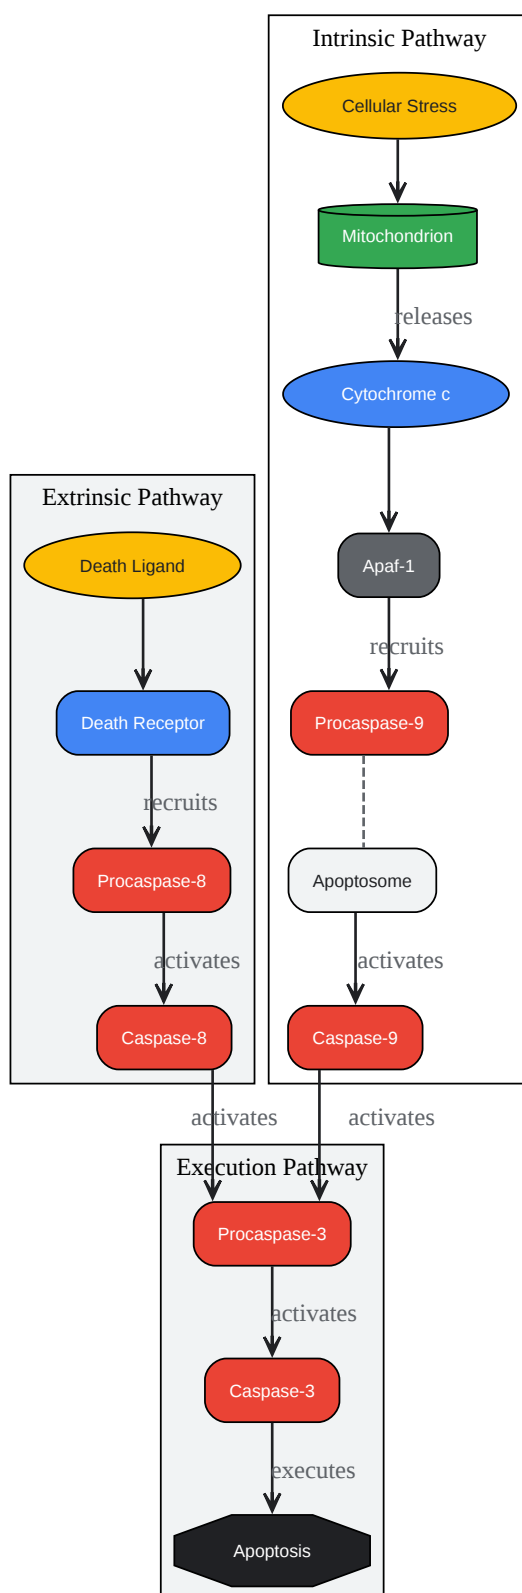 Intrinsic Pathway
Cellular Stress
Mitochondrion
releases
Cytochrome c
Apaf-1
recruits
Procaspase-9
Apoptosome
activates
Caspase-9
activates
Extrinsic Pathway
Death Ligand
Death Receptor
recruits
Procaspase-8
activates
Caspase-8
activates
Execution Pathway
Procaspase-3
activates
Caspase-3
executes
Apoptosis